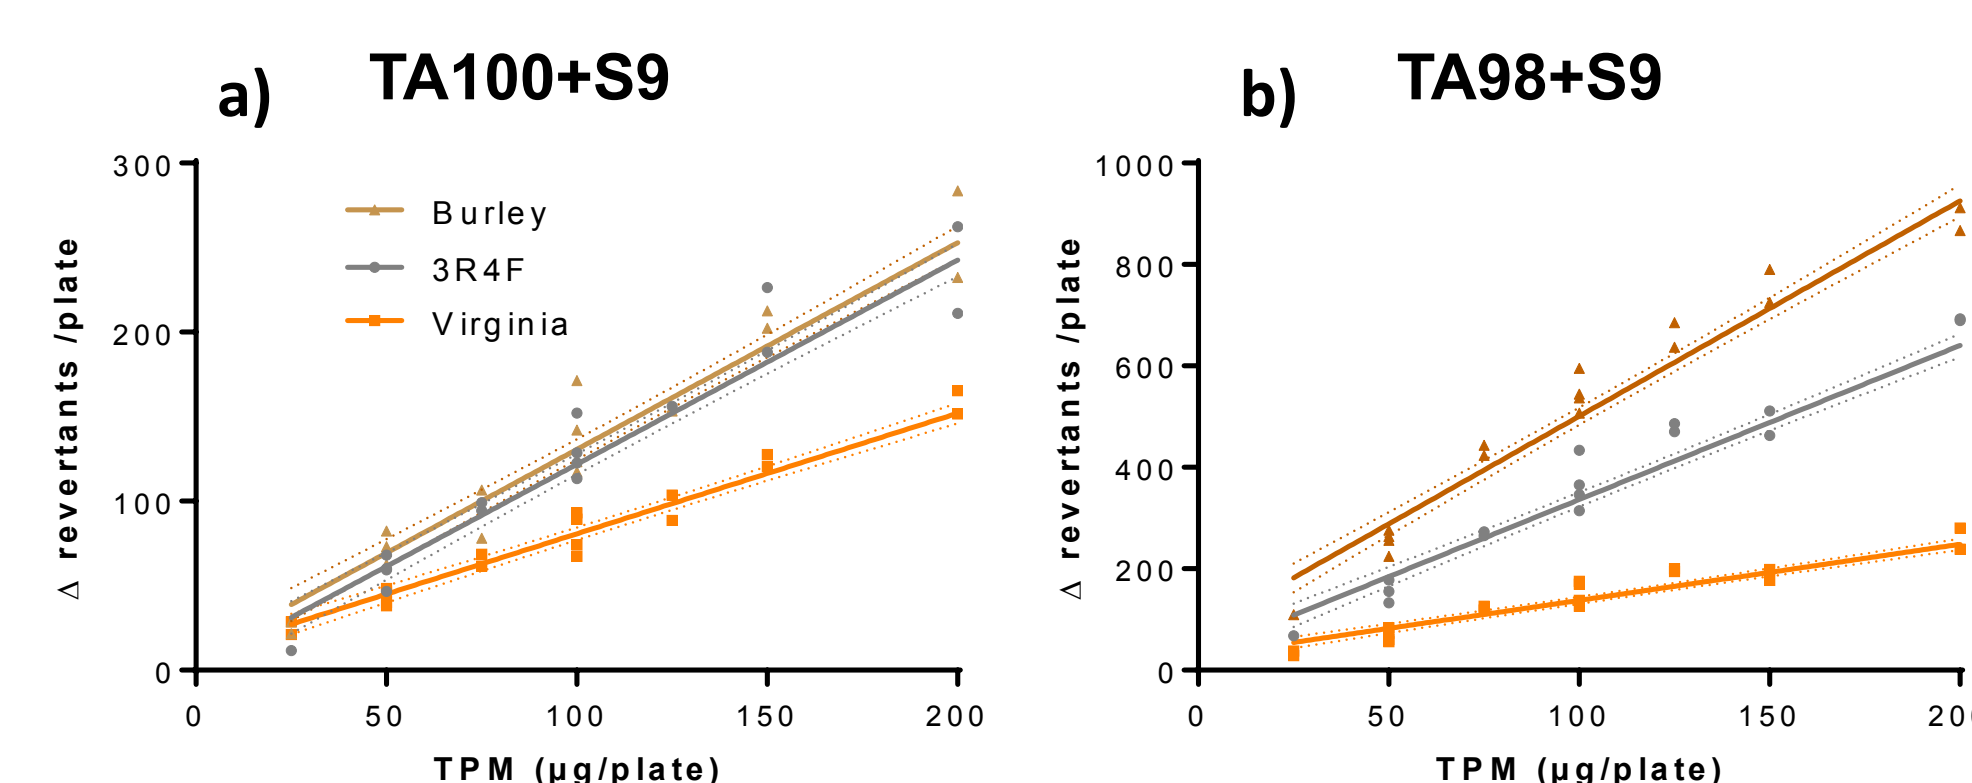 a) TA100+S9
300
200
100
0
0 50 100 150 200
Δ revertants /plate
TPM (µg/plate)
Burley
3R4F
Virginia
b) TA98+S9
1000
800
600
400
200
0
0 50 100 150 20
Δ revertants /plate
TPM (µg/plate)